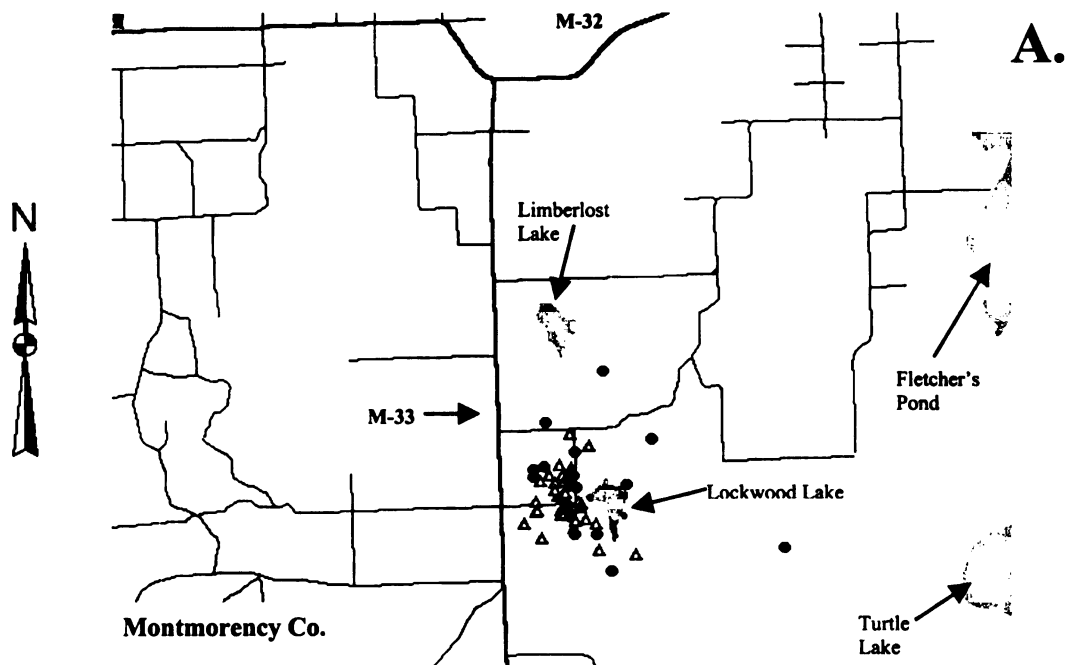 M-32
A.
N
Limberlost
Lake
Fletcher's
Pond
M-33
Lockwood Lake
Turtle
Lake
Montmorency Co.